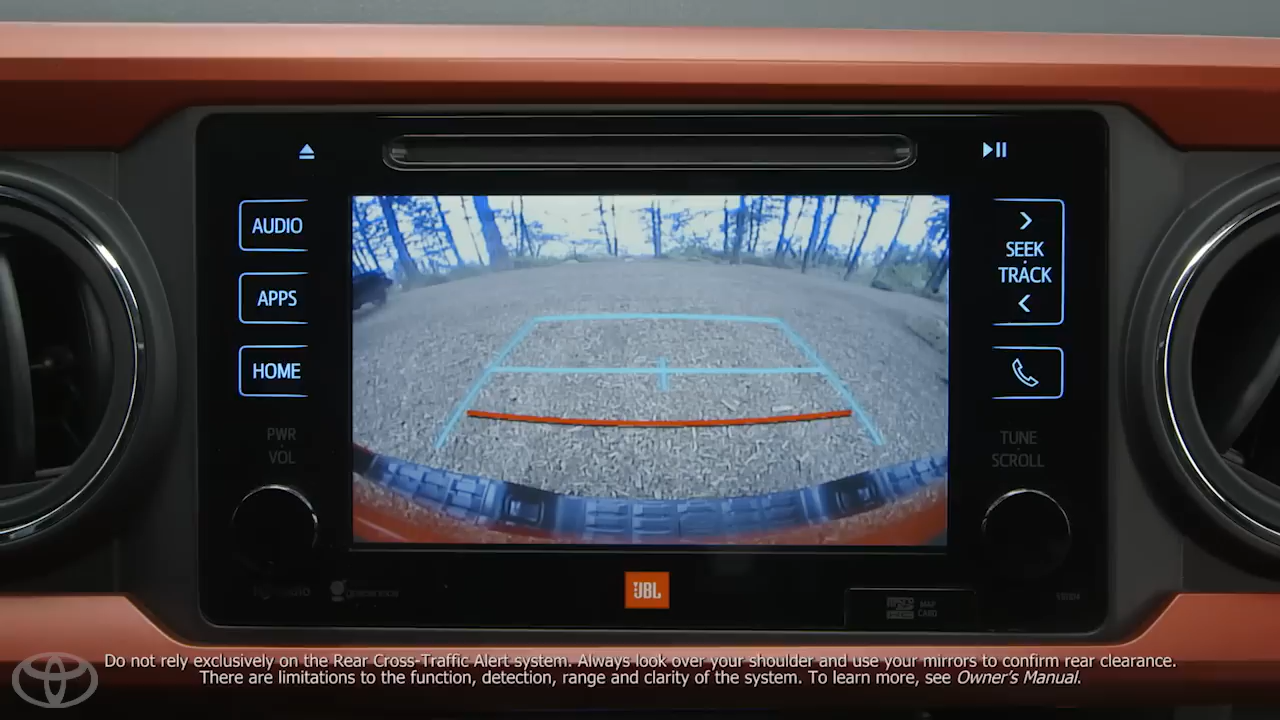 AUDIO
APPS
HOME
PWR
VOL
SEEK
TRACK
TUNE
SCROLL
JBL
MAP
CARD
Do not rely exclusively on the Rear Cross-Traffic Alert system. Always look over your shoulder and use your mirrors to confirm rear clearance.
There are limitations to the function, detection, range and clarity of the system. To learn more, see Owner's Manual.